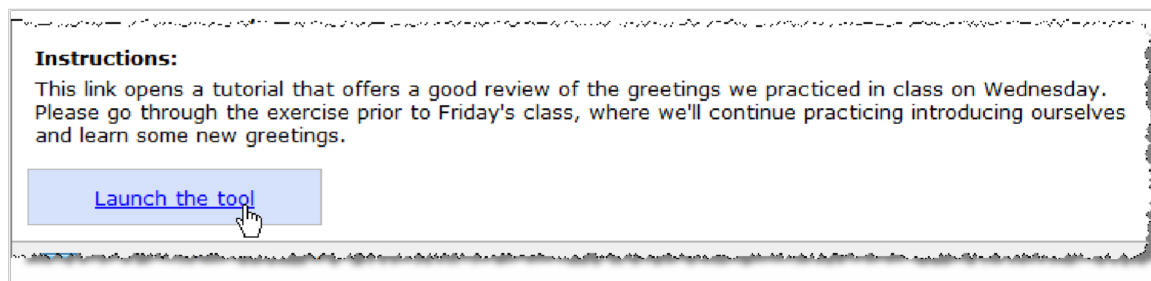 Instructions:
This link opens a tutorial that offers a good review of the greetings we practiced in class on Wednesday.
Please go through the exercise prior to Friday's class, where we'll continue practicing introducing ourselves
and learn some new greetings.
Launch the tool